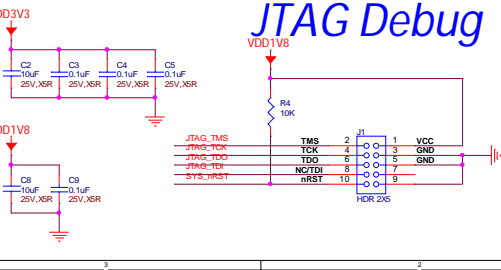 JTAG Debug
VDD3V3
C2
10uF
25V,X5R
C3
0.1uF
25V,X5R
C4
0.1uF
25V,X5R
C5
0.1uF
25V,X5R
VDD1V8
R4
10K
VDD1V8
C8
10uF
25V,X5R
C9
0.1uF
25V,X5R
J1
JTAG_TMS TMS 2 1 VCC
JTAG_TCK TCK 4 3 GND
JTAG_TDO TDO 6 5 GND
JTAG_TDI NC/TDI 8 7
SYS_nRST nRST 10 9
HDR 2X5
3 2